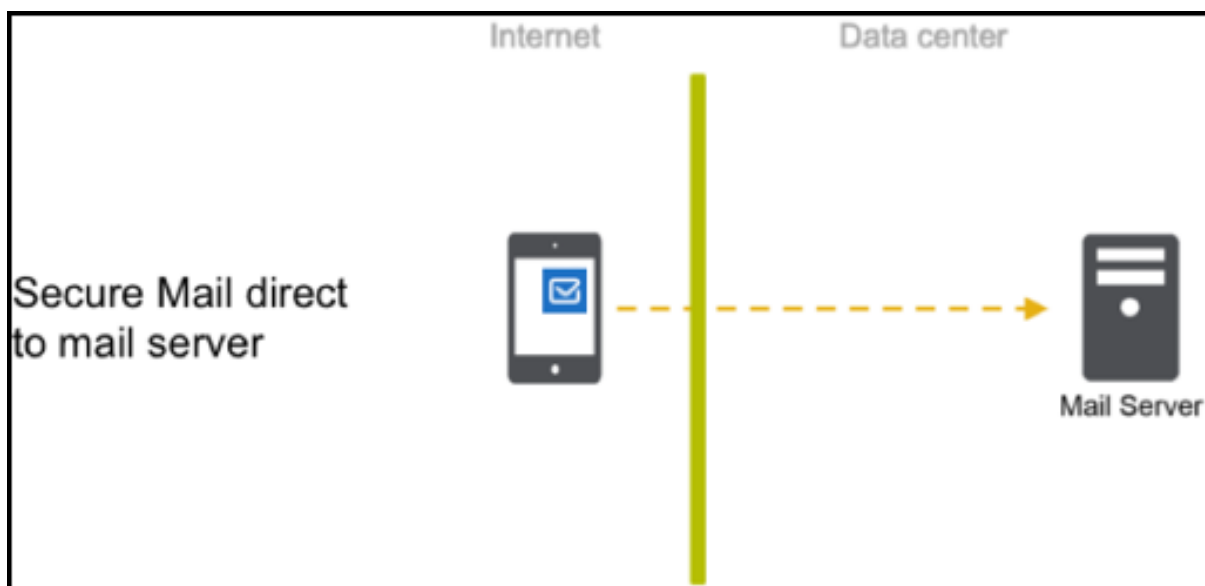 Internet
Data center
Secure Mail direct
to mail server
Mail Server